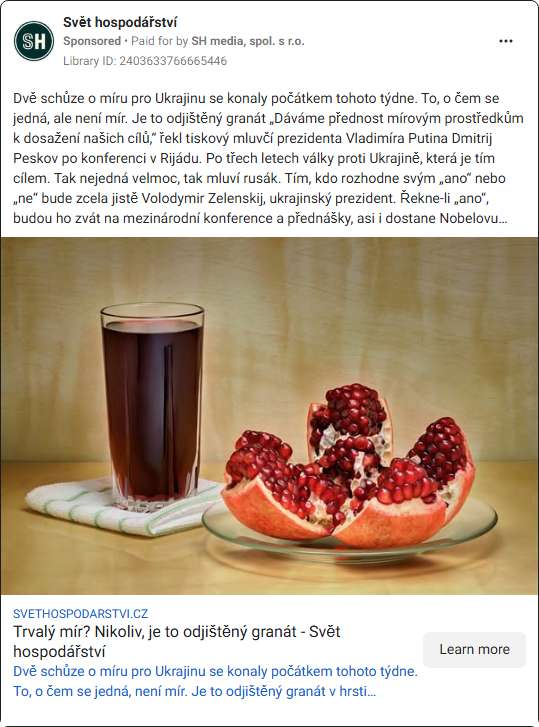 SH
Svět hospodářství
Sponsored • Paid for by SH media, spol. s r.o.
Library ID: 2403633766665446
Dvě schůze o míru pro Ukrajinu se konaly počátkem tohoto týdne. To, o čem se
jedná, ale není mír. Je to odjištěný granát „Dáváme přednost mírovým prostředkům
k dosažení našich cílů,“ řekl tiskový mluvčí prezidenta Vladimíra Putina Dmitrij
Peskov po konferenci v Rijádu. Po třech letech války proti Ukrajině, která je tím
cílem. Tak nejedná velmoc, tak mluví rusák. Tím, kdo rozhodne svým „ano“ nebo
„ne“ bude zcela jistě Volodymir Zelenskij, ukrajinský prezident. Řekne-li „ano“,
budou ho zvát na mezinárodní konference a přednášky, asi i dostane Nobelovu...
SVETHOSPODARSTVI.CZ
Trvalý mír? Nikoliv, je to odjištěný granát - Svět
hospodářství
Learn more
Dvě schůze o míru pro Ukrajinu se konaly počátkem tohoto týdne.
To, o čem se jedná, není mír. Je to odjištěný granát v hrsti...